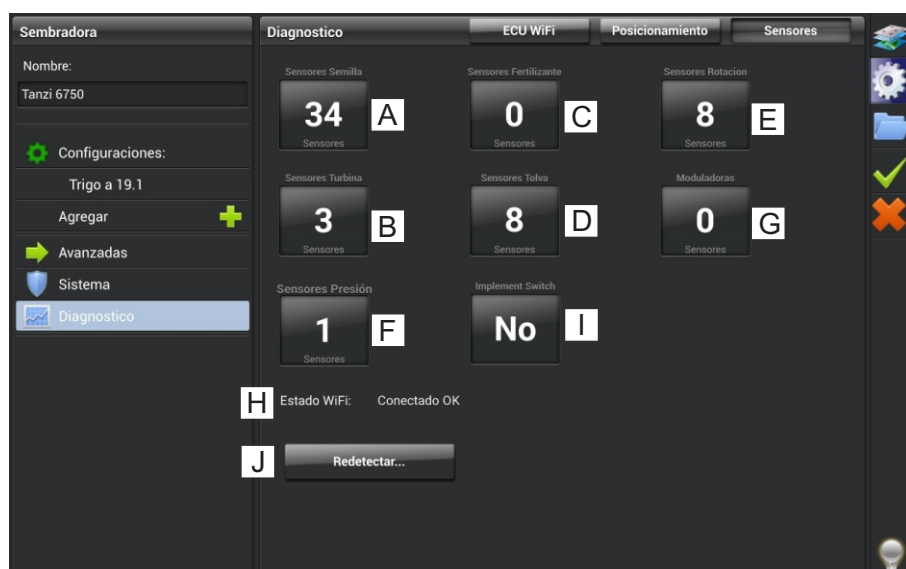 Sembradora
Nombre:
Tanzi 6750
Configuraciones:
Trigo a 19.1
Agregar
Avanzadas
Sistema
Diagnostico
Diagnostico
ECU WiFi
Posicionamiento
Sensores
Sensores Semilla
34
Sensores
A
Sensores Fertilizante
0
Sensores
C
Sensores Rotacion
8
Sensores
E
Sensores Turbina
3
Sensores
B
Sensores Tolva
8
Sensores
D
Moduladoras
0
Sensores
G
Sensores Presión
1
Sensores
F
Implement Switch
No
I
H
Estado WiFi: Conectado OK
J
Redetectar...